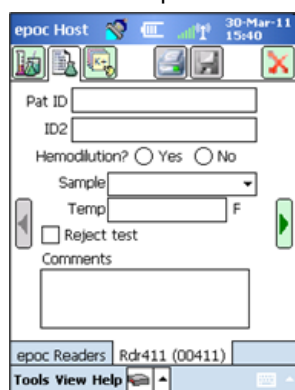 epoc Host 30-Mar-11
15:40
Pat ID
ID2
Hemodilution? Yes No
Sample
Temp F
Reject test
Comments
epoc Readers Rdr411 (00411)
Tools View Help